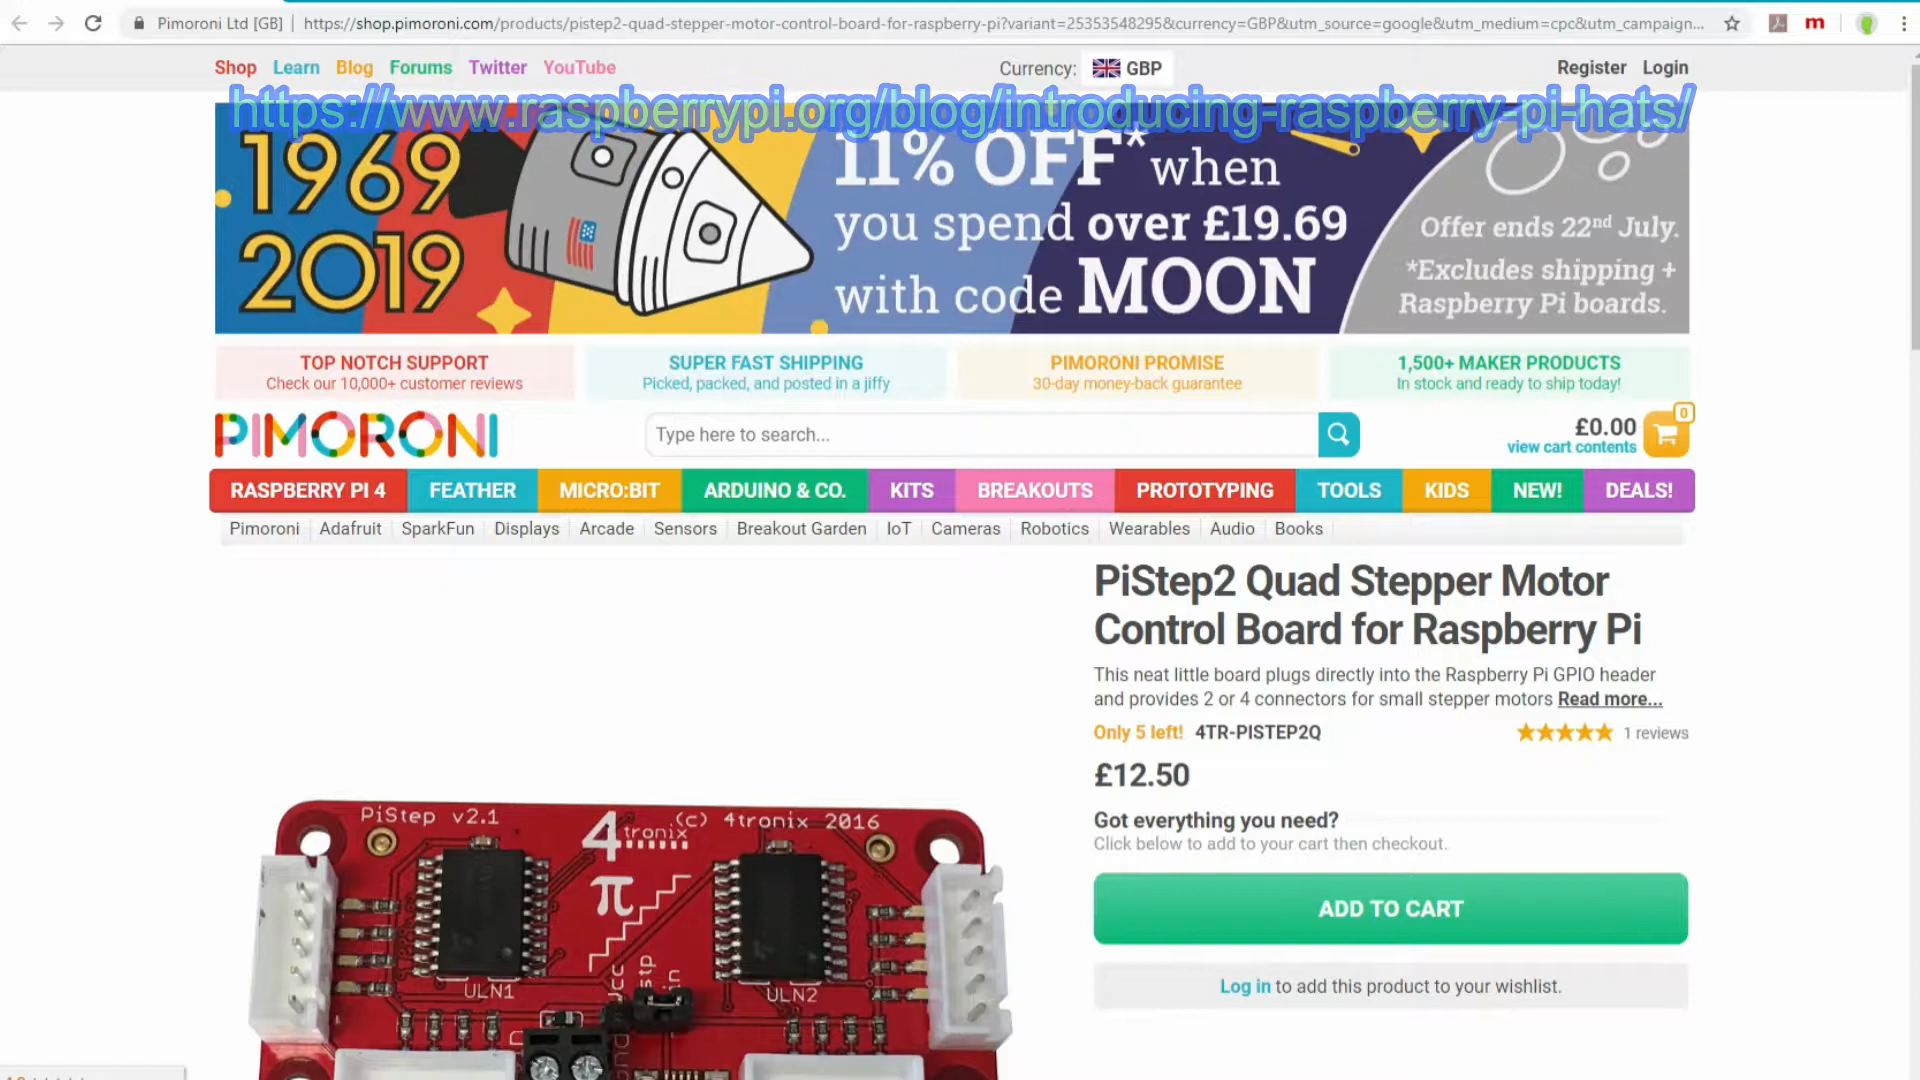 Pimoroni Ltd [GB] | https://shop.pimoroni.com/products/pistep2-quad-stepper-motor-control-board-for-raspberry-pi?variant=25353548295&currency=GBP&utm_source=google&utm_medium=cpc&utm_campaign...
Shop Learn Blog Forums Twitter YouTube Currency: GBP Register Login
https://www.raspberrypi.org/blog/introducing-raspberry-pi-hats/
1969
2019
11% OFF* when
you spend over £19.69
with code MOON
Offer ends 22nd July.
*Excludes shipping +
Raspberry Pi boards.
TOP NOTCH SUPPORT
Check our 10,000+ customer reviews
SUPER FAST SHIPPING
Picked, packed, and posted in a jiffy
PIMORONI PROMISE
30-day money-back guarantee
1,500+ MAKER PRODUCTS
In stock and ready to ship today!
PIMORONI
Type here to search...
£0.00
view cart contents
0
RASPBERRY PI 4 FEATHER MICRO:BIT ARDUINO & CO. KITS BREAKOUTS PROTOTYPING TOOLS KIDS NEW! DEALS!
Pimoroni Adafruit SparkFun Displays Arcade Sensors Breakout Garden IoT Cameras Robotics Wearables Audio Books
PiStep2 Quad Stepper Motor
Control Board for Raspberry Pi
This neat little board plugs directly into the Raspberry Pi GPIO header
and provides 2 or 4 connectors for small stepper motors Read more...
Only 5 left! 4TR-PISTEP2Q 1 reviews
£12.50
Got everything you need?
Click below to add to your cart then checkout.
ADD TO CART
Log in to add this product to your wishlist.
PiStep v2.1
4tronix
(c) 4tronix 2016
π
ULN1
ULN2